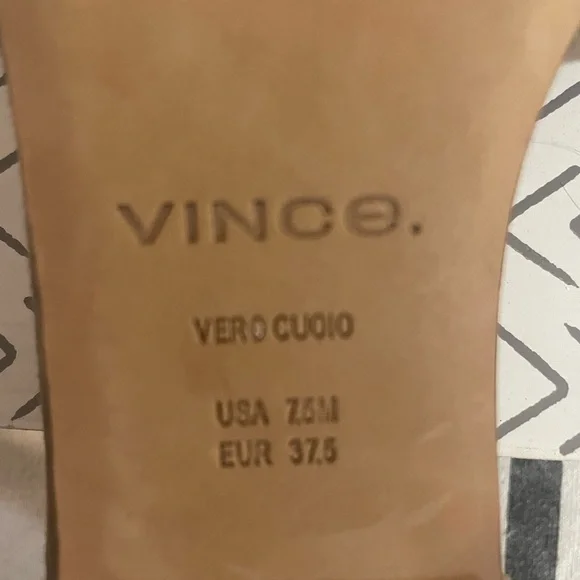 VINCE.
VERO CUOIO
USA 7.5M
EUR 37.5